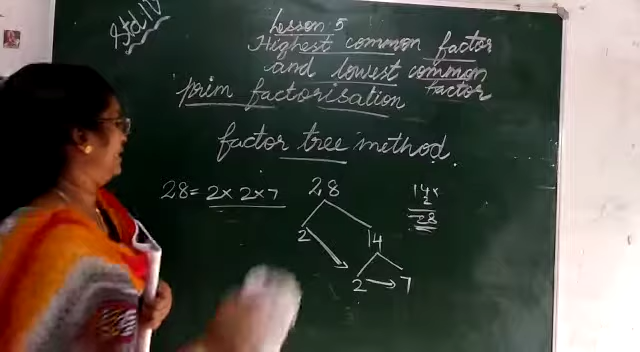 Std IV
Lesson 5
Highest common factor
and lowest common
factor
prim factorisation
factor tree method.
28 = 2 x 2 x 7
28
2 14
2 7
14x
2
28